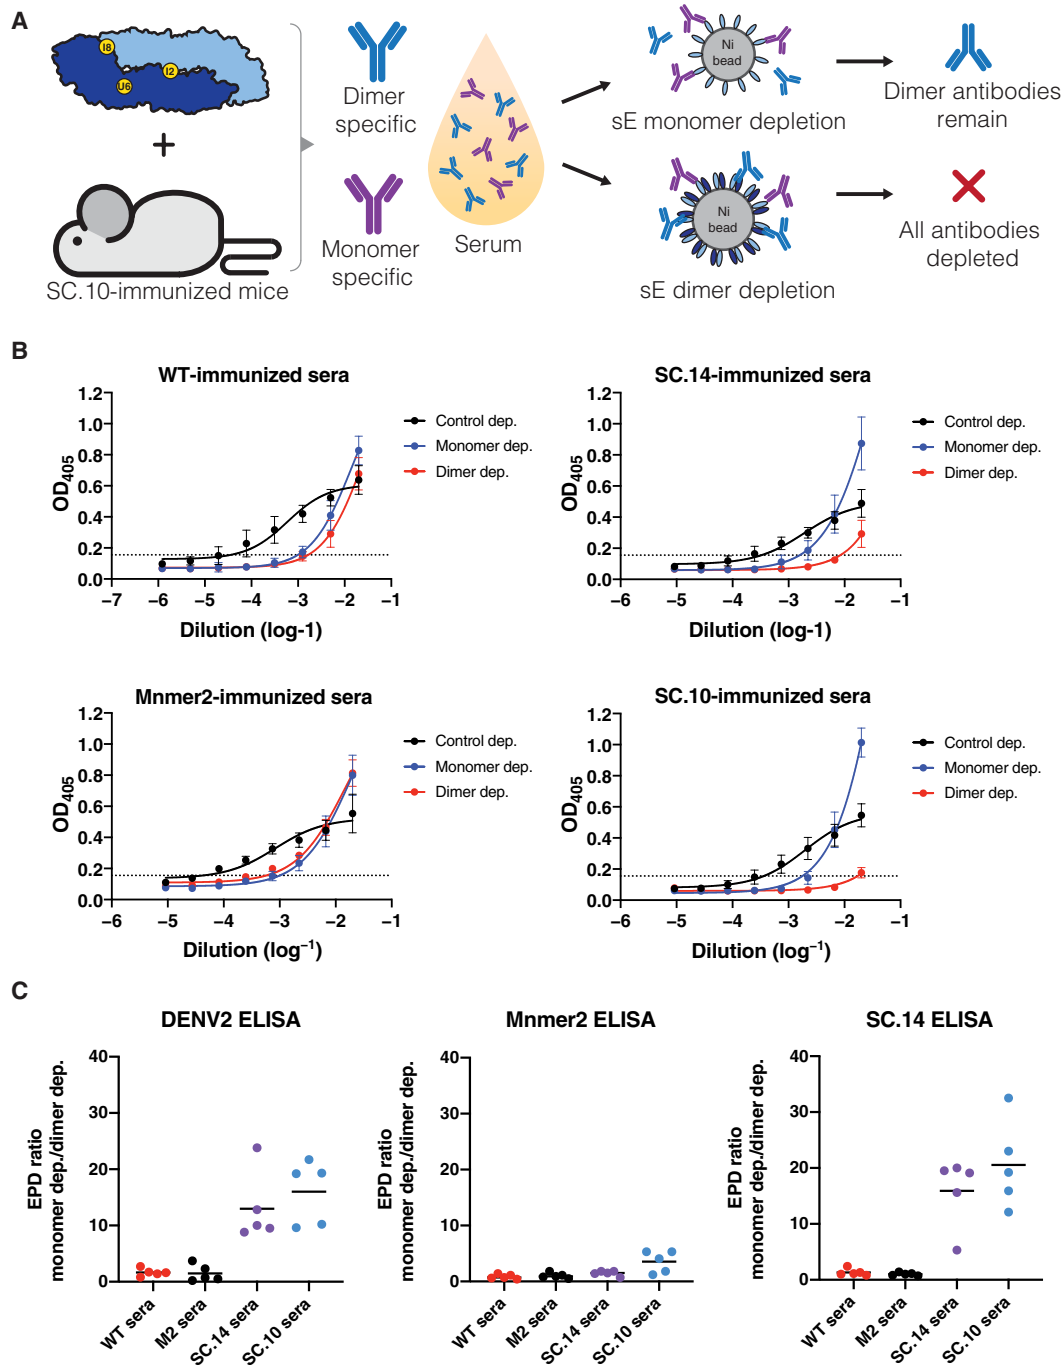 A
I8
I2
U6
+
SC.10-immunized mice
Dimer
specific
Monomer
specific
Serum
Ni
bead
sE monomer depletion
Dimer antibodies
remain
Ni
bead
sE dimer depletion
All antibodies
depleted
B
WT-immunized sera
OD405
1.2
1.0
0.8
0.6
0.4
0.2
0.0
−7 −6 −5 −4 −3 −2 −1
Dilution (log-1)
Control dep.
Monomer dep.
Dimer dep.
SC.14-immunized sera
OD405
1.2
1.0
0.8
0.6
0.4
0.2
0.0
−6 −5 −4 −3 −2 −1
Dilution (log-1)
Control dep.
Monomer dep.
Dimer dep.
Mnmer2-immunized sera
OD405
1.2
1.0
0.8
0.6
0.4
0.2
0.0
−6 −5 −4 −3 −2 −1
Dilution (log⁻¹)
Control dep.
Monomer dep.
Dimer dep.
SC.10-immunized sera
OD405
1.2
1.0
0.8
0.6
0.4
0.2
0.0
−6 −5 −4 −3 −2 −1
Dilution (log⁻¹)
Control dep.
Monomer dep.
Dimer dep.
C
DENV2 ELISA
EPD ratio
monomer dep./dimer dep.
40
30
20
10
0
WT sera
M2 sera
SC.14 sera
SC.10 sera
Mnmer2 ELISA
EPD ratio
monomer dep./dimer dep.
40
30
20
10
0
WT sera
M2 sera
SC.14 sera
SC.10 sera
SC.14 ELISA
EPD ratio
monomer dep./dimer dep.
40
30
20
10
0
WT sera
M2 sera
SC.14 sera
SC.10 sera